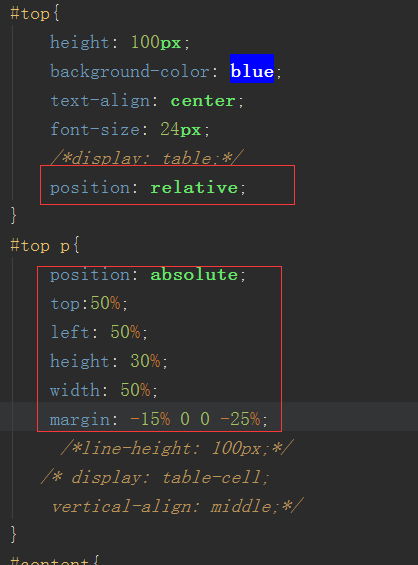 #top{
height: 100px;
background-color: blue;
text-align: center;
font-size: 24px;
/*display: table;*/
position: relative;
}
#top p{
position: absolute;
top:50%;
left: 50%;
height: 30%;
width: 50%;
margin: -15% 0 0 -25%;
/*line-height: 100px;*/
/* display: table-cell;
vertical-align: middle;*/
}
#content{